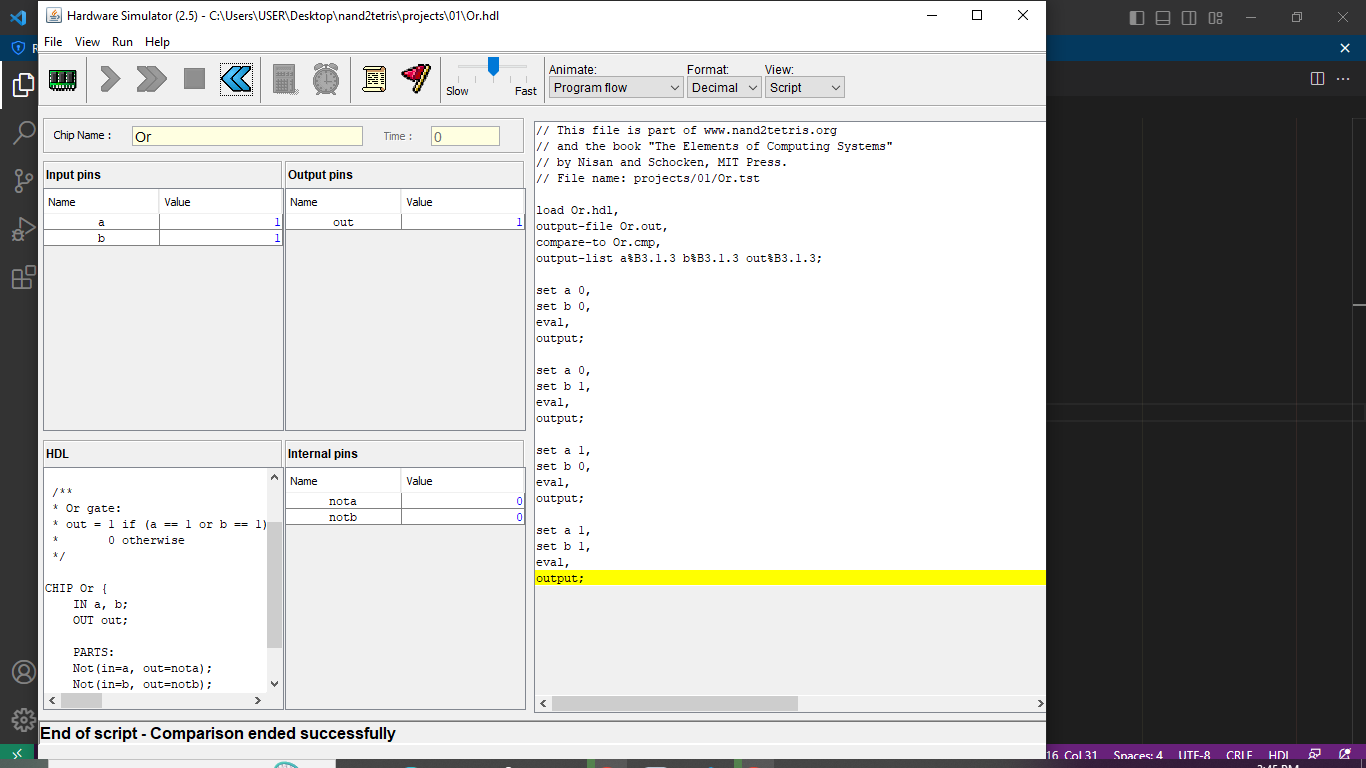 Hardware Simulator (2.5) - C:\Users\USER\Desktop\nand2tetris\projects\01\Or.hdl
File View Run Help
Slow Fast
Animate: Format: View:
Program flow Decimal Script
Chip Name : Or Time : 0
Input pins
Name Value
a 1
b 1
Output pins
Name Value
out 1
HDL
/**
* Or gate:
* out = 1 if (a == 1 or b == 1)
* 0 otherwise
*/
CHIP Or {
IN a, b;
OUT out;
PARTS:
Not(in=a, out=nota);
Not(in=b, out=notb);
Internal pins
Name Value
nota 0
notb 0
// This file is part of www.nand2tetris.org
// and the book "The Elements of Computing Systems"
// by Nisan and Schocken, MIT Press.
// File name: projects/01/Or.tst
load Or.hdl,
output-file Or.out,
compare-to Or.cmp,
output-list a%B3.1.3 b%B3.1.3 out%B3.1.3;
set a 0,
set b 0,
eval,
output;
set a 0,
set b 1,
eval,
output;
set a 1,
set b 0,
eval,
output;
set a 1,
set b 1,
eval,
output;
End of script - Comparison ended successfully
16 Col 31 Spaces: 4 UTF-8 CRLF HDL